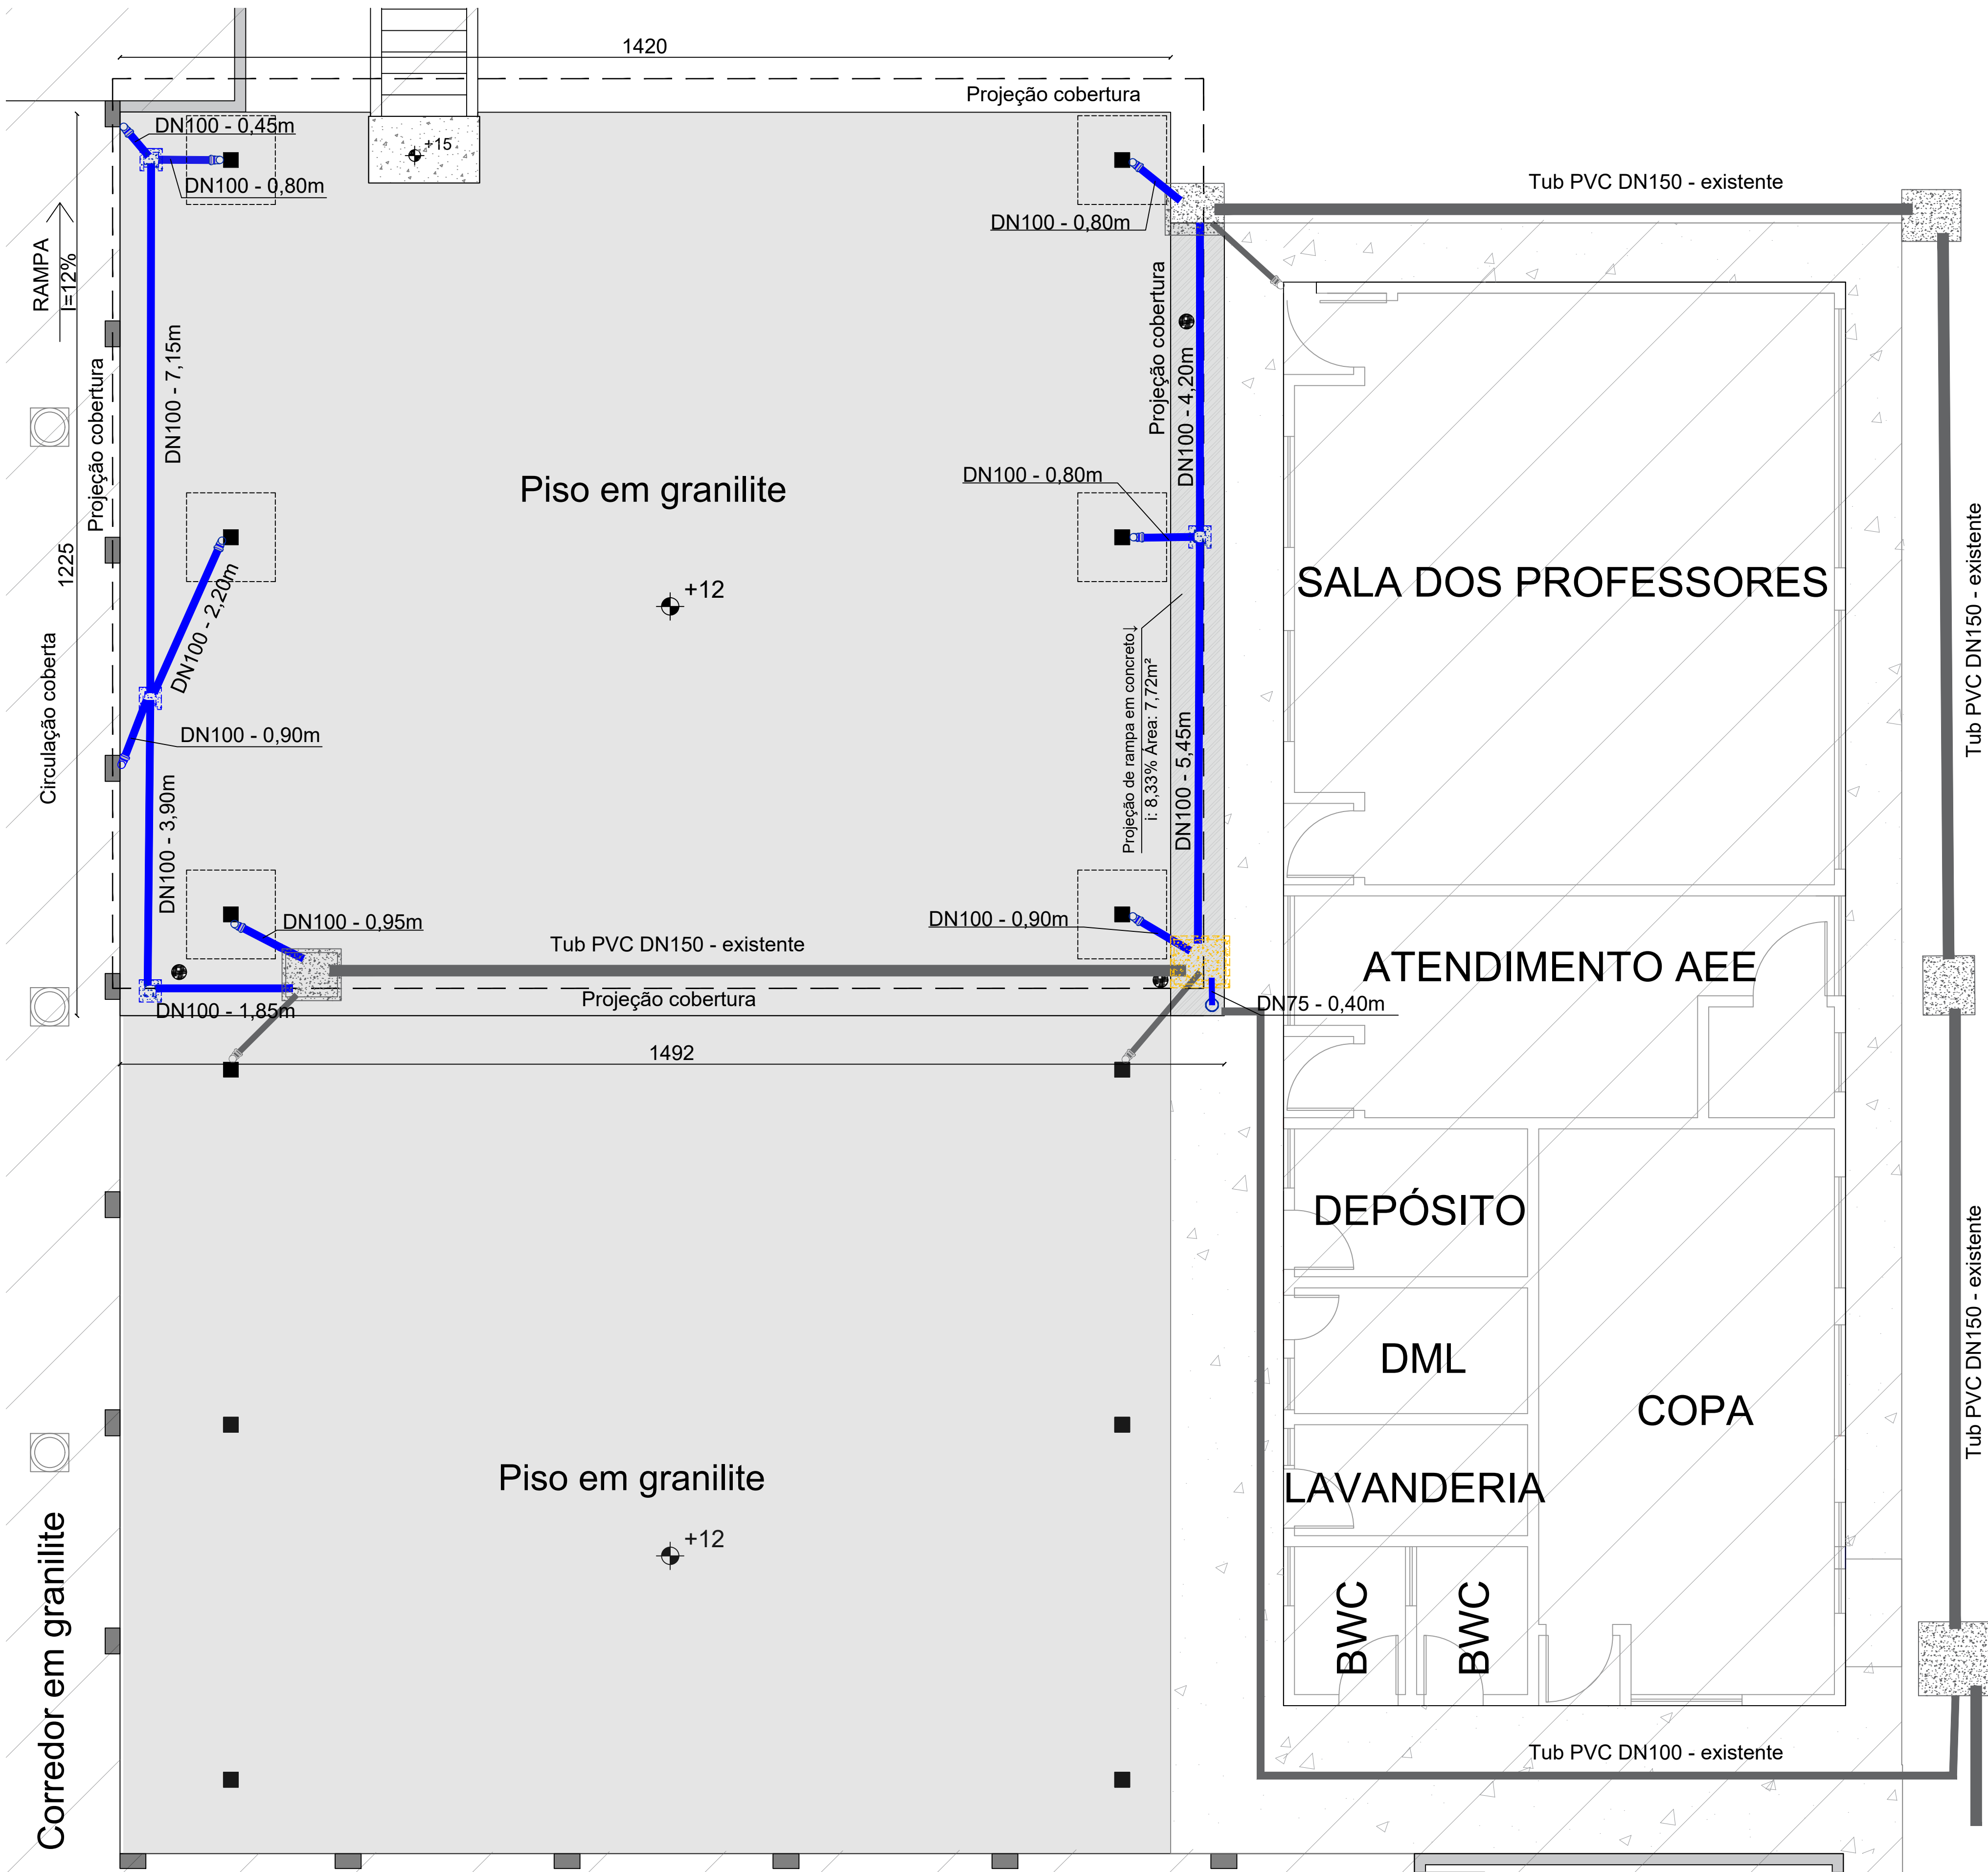 1420
Projeção cobertura
DN100 - 0,45m
+15
DN100 - 0,80m
Tub PVC DN150 - existente
DN100 - 0,80m
RAMPA
I=12%
Projeção cobertura
DN100 - 7,15m
Projeção cobertura
DN100 - 4,20m
DN100 - 0,80m
Piso em granilite
1225
+12
SALA DOS PROFESSORES
Tub PVC DN150 - existente
DN100 - 2,20m
Circulação coberta
DN100 - 0,90m
Projeção de rampa em concreto
i: 8,33% Área: 7,72m²
DN100 - 5,45m
DN100 - 3,90m
DN100 - 0,95m
DN100 - 0,90m
Tub PVC DN150 - existente
ATENDIMENTO AEE
Projeção cobertura
DN100 - 1,85m
DN75 - 0,40m
1492
DEPÓSITO
Tub PVC DN150 - existente
DML
COPA
Piso em granilite
LAVANDERIA
+12
Corredor em granilite
BWC
BWC
Tub PVC DN100 - existente